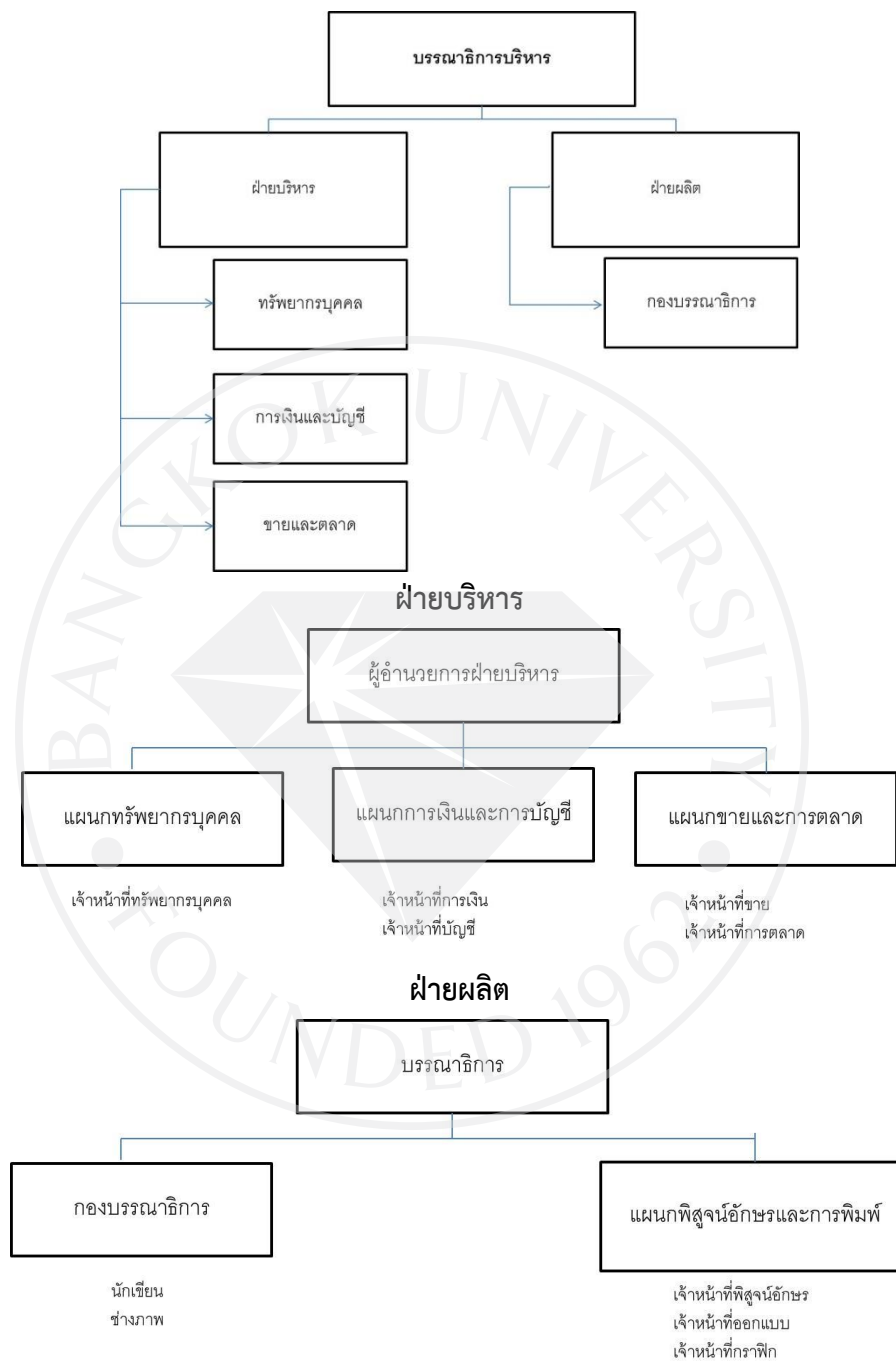 บรรณาธิการบริหาร
ฝ่ายบริหาร
ฝ่ายผลิต
ทรัพยากรบุคคล
กองบรรณาธิการ
การเงินและบัญชี
ขายและตลาด
ฝ่ายบริหาร
ผู้อำนวยการฝ่ายบริหาร
แผนกทรัพยากรบุคคล
แผนกการเงินและการบัญชี
แผนกขายและการตลาด
เจ้าหน้าที่ทรัพยากรบุคคล
เจ้าหน้าที่การเงิน
เจ้าหน้าที่บัญชี
เจ้าหน้าที่ขาย
เจ้าหน้าที่การตลาด
ฝ่ายผลิต
บรรณาธิการ
กองบรรณาธิการ
แผนกพิสูจน์อักษรและการพิมพ์
นักเขียน
ช่างภาพ
เจ้าหน้าที่พิสูจน์อักษร
เจ้าหน้าที่ออกแบบ
เจ้าหน้าที่กราฟิก
BANGKOK UNIVERSITY
FOUNDED 1962